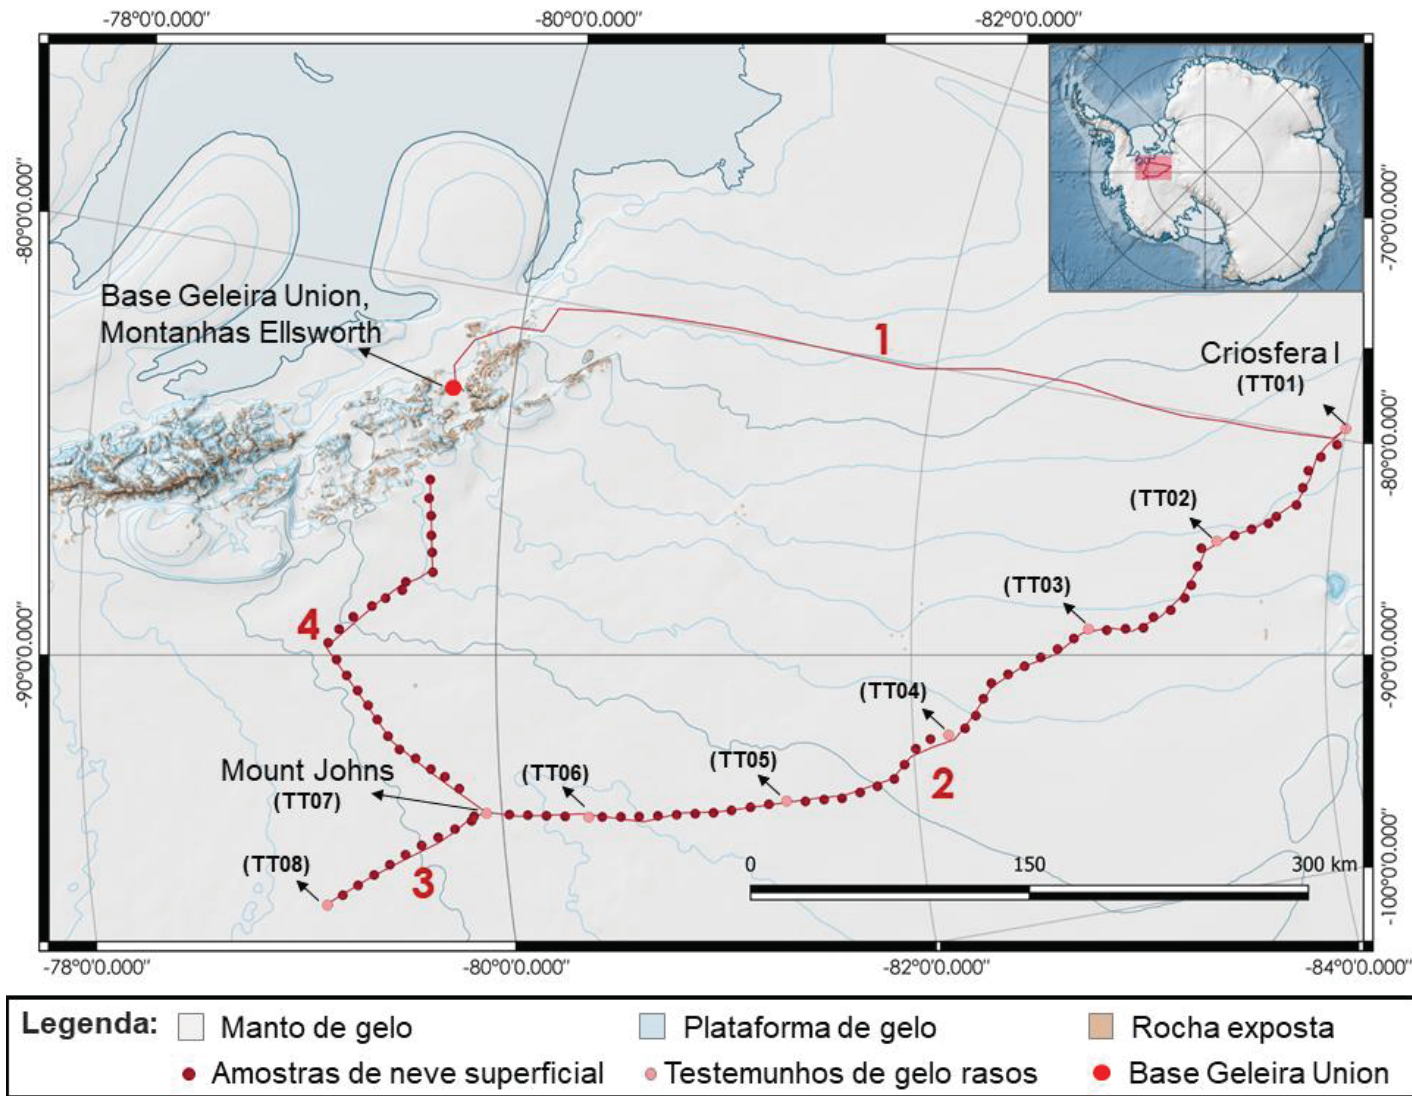 -78°0'0.000"
-80°0'0.000"
-82°0'0.000"
-80°0'0.000"
-70°0'0.000"
Base Geleira Union,
Montanhas Ellsworth
1
Criosfera I
(TT01)
-80°0'0.000"
(TT02)
(TT03)
4
-90°0'0.000"
-90°0'0.000"
(TT04)
Mount Johns
(TT07)
(TT06)
(TT05)
2
(TT08)
3
0
150
300 km
-100°0'0.000"
-78°0'0.000"
-80°0'0.000"
-82°0'0.000"
-84°0'0.000"
Legenda:
Manto de gelo
Plataforma de gelo
Rocha exposta
Amostras de neve superficial
Testemunhos de gelo rasos
Base Geleira Union